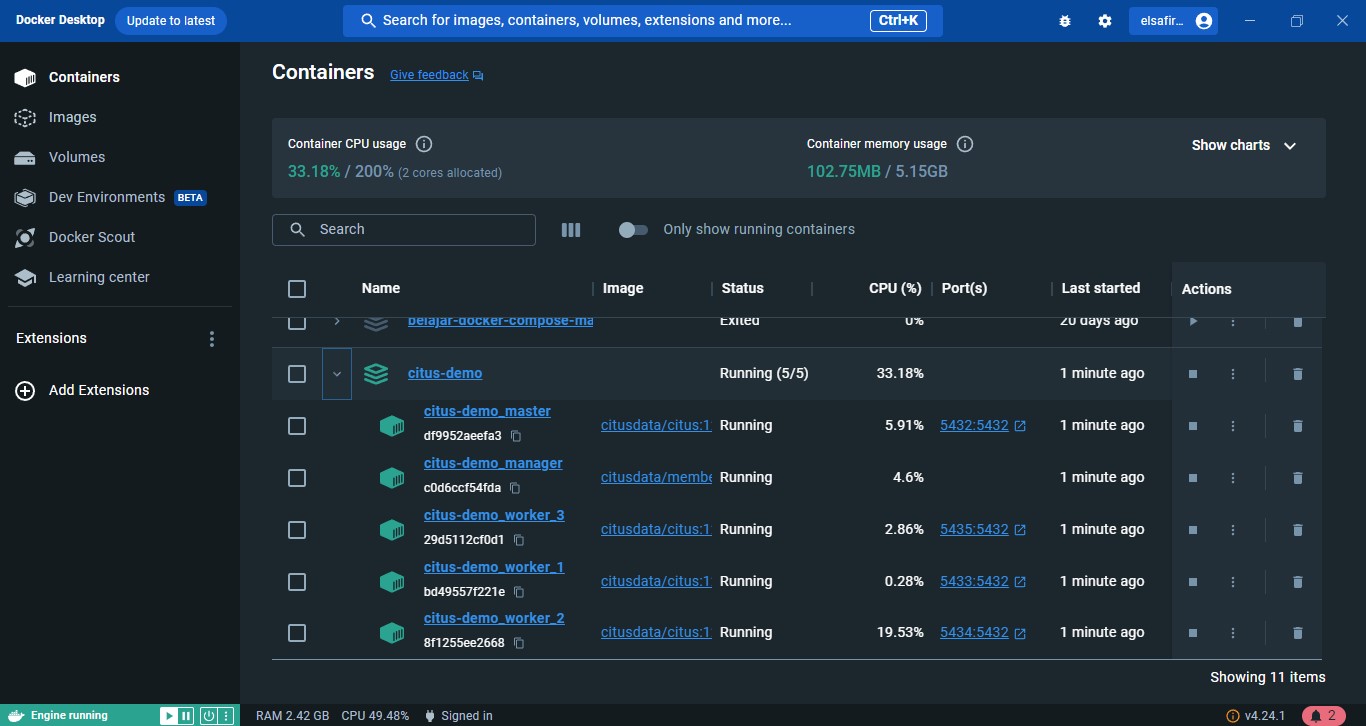 Docker Desktop Update to latest Search for images, containers, volumes, extensions and more... Ctrl+K elsafir...
Containers
Images
Volumes
Dev Environments BETA
Docker Scout
Learning center
Extensions
Add Extensions
Containers Give feedback
Container CPU usage
33.18% / 200% (2 cores allocated)
Container memory usage
102.75MB / 5.15GB
Show charts
Search Only show running containers
Name Image Status CPU (%) Port(s) Last started Actions
belajar-docker-compose-ma Exited 0% 20 days ago
citus-demo Running (5/5) 33.18% 1 minute ago
citus-demo_master
df9952aeefa3
citusdata/citus:1 Running 5.91% 5432:5432 1 minute ago
citus-demo_manager
c0d6ccf54fda
citusdata/membe Running 4.6% 1 minute ago
citus-demo_worker_3
29d5112cf0d1
citusdata/citus:1 Running 2.86% 5435:5432 1 minute ago
citus-demo_worker_1
bd49557f221e
citusdata/citus:1 Running 0.28% 5433:5432 1 minute ago
citus-demo_worker_2
8f1255ee2668
citusdata/citus:1 Running 19.53% 5434:5432 1 minute ago
Showing 11 items
Engine running RAM 2.42 GB CPU 49.48% Signed in v4.24.1 2